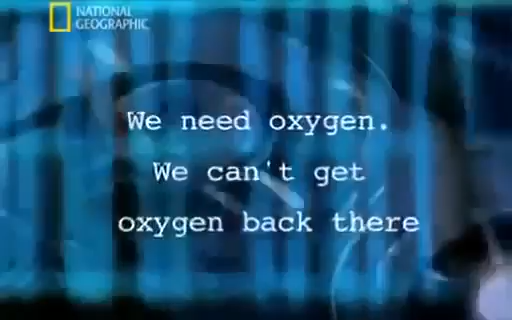 NATIONAL
GEOGRAPHIC
We need oxygen.
We can't get
oxygen back there